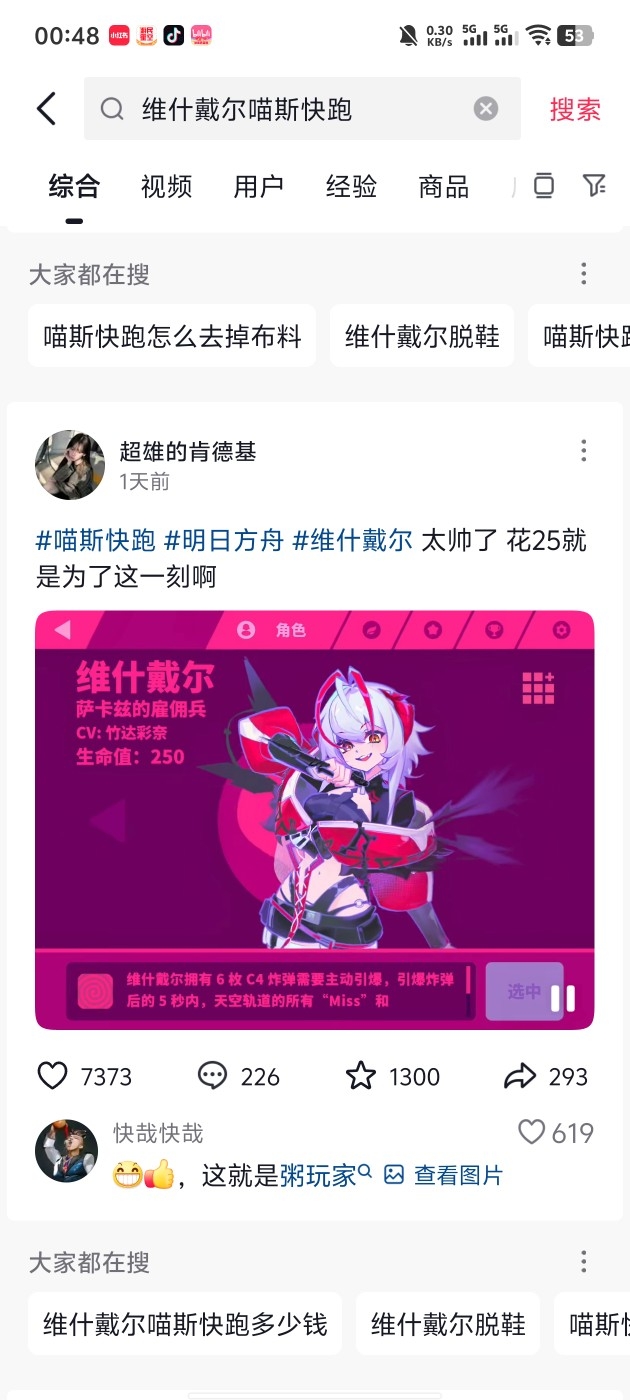 00:48
小红书
0.30
KB/s
5G
5G
53
维什戴尔喵斯快跑
搜索
综合
视频
用户
经验
商品
大家都在搜
喵斯快跑怎么去掉布料
维什戴尔脱鞋
喵斯快跑
超雄的肯德基
1天前
#喵斯快跑 #明日方舟 #维什戴尔 太帅了 花25就
是为了这一刻啊
角色
维什戴尔
萨卡兹的雇佣兵
CV: 竹达彩奈
生命值：250
维什戴尔拥有 6 枚 C4 炸弹需要主动引爆，引爆炸弹
后的 5 秒内，天空轨道的所有“Miss”和
选中
7373
226
1300
293
快哉快哉
619
😁👍，这就是粥玩家 查看图片
大家都在搜
维什戴尔喵斯快跑多少钱
维什戴尔脱鞋
喵斯